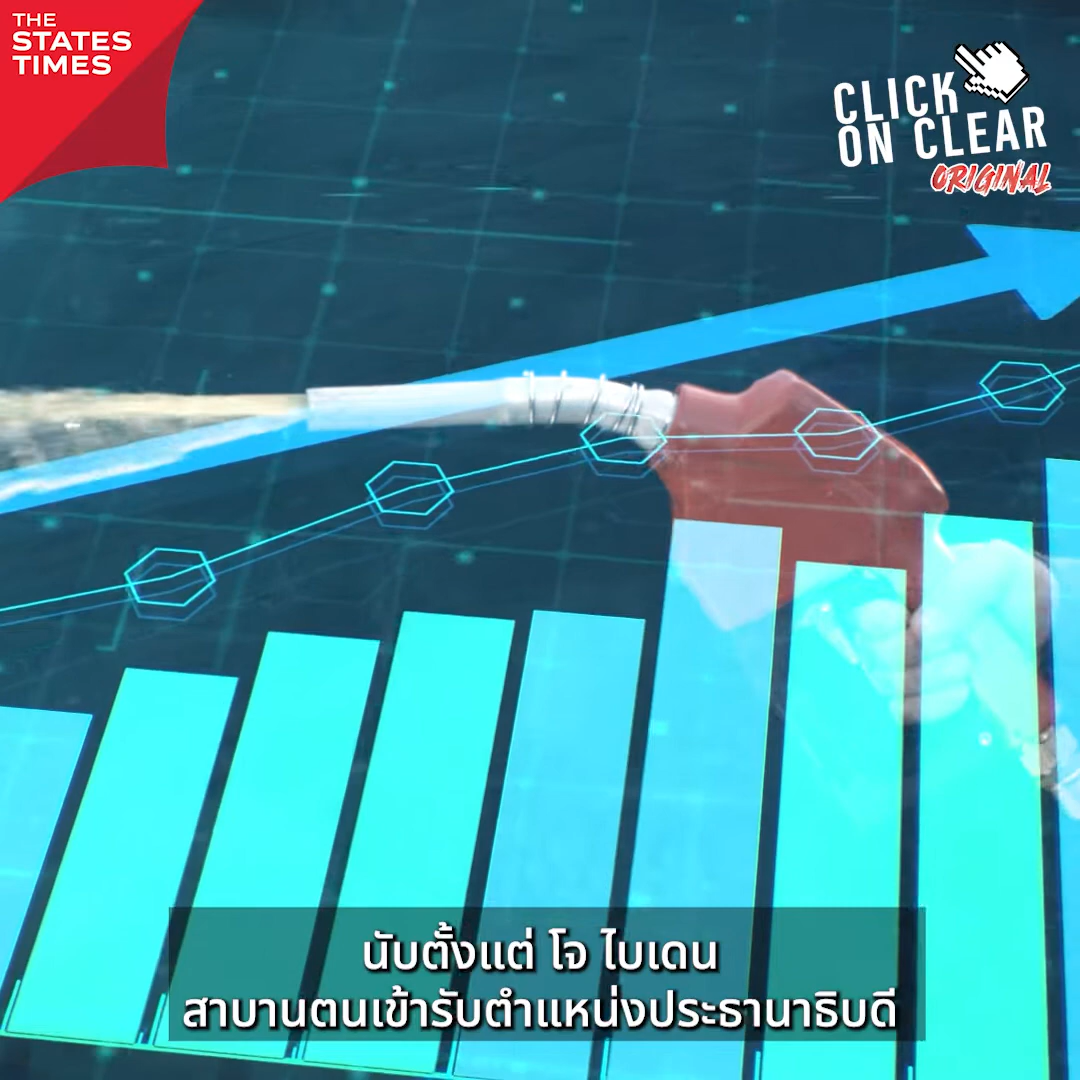 THE
STATES
TIMES
CLICK
ON CLEAR
ORIGINAL
นับตั้งแต่ โจ ไบเดน
สาบานตนเข้ารับตำแหน่งประธานาธิบดี